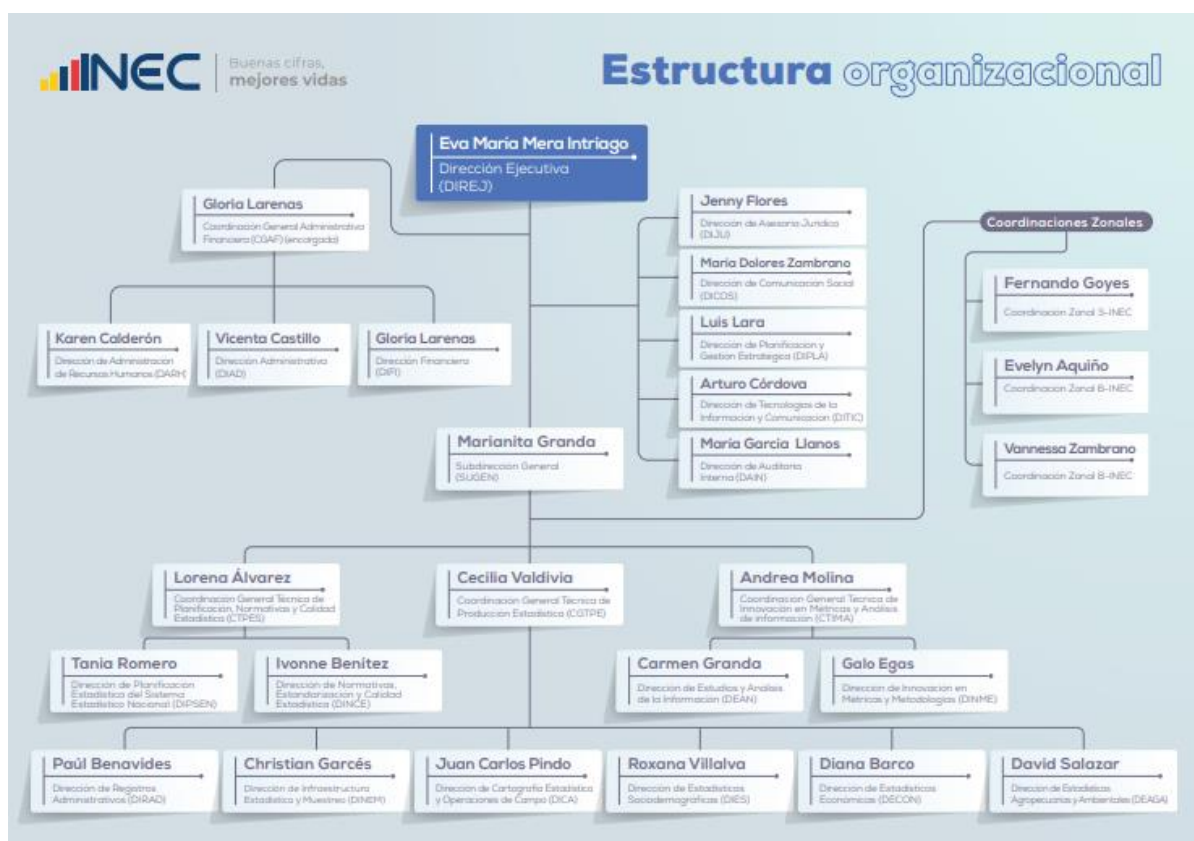 INEC
Buenas cifras,
mejores vidas
Estructura organizacional
Eva María Mera Intriago
Dirección Ejecutiva
(DIREJ)
Gloria Larenas
Coordinación General Administrativa
Financiera (CGAF) (encargada)
Karen Calderón
Dirección de Administración
de Recursos Humanos (DARH)
Vicenta Castillo
Dirección Administrativa
(DIAD)
Gloria Larenas
Dirección Financiera
(DIFI)
Jenny Flores
Dirección de Asesoría Jurídica
(DIJU)
María Dolores Zambrano
Dirección de Comunicación Social
(DICOS)
Luis Lara
Dirección de Planificación y
Gestión Estratégica (DIPLA)
Arturo Córdova
Dirección de Tecnologías de la
Información y Comunicación (DITIC)
María García Llanos
Dirección de Auditoría
Interna (DAIN)
Coordinaciones Zonales
Fernando Goyes
Coordinación Zonal
Evelyn Aquiño
Coordinación Zonal
Vannessa Zambrano
Coordinación Zonal
Marianita Granda
Subdirección General
(SUGEN)
Lorena Álvarez
Coordinación General Técnica de
Planificación, Normativas y Calidad
Estadística (CTPES)
Cecilia Valdivia
Coordinación General Técnica de
Producción Estadística (CGTPE)
Andrea Molina
Coordinación General Técnica de
Innovación en Métricas y Análisis
de información (CTIMA)
Tania Romero
Dirección de Planificación
Estadística del Sistema
Estadístico Nacional (DIPSEN)
Ivonne Benítez
Dirección de Normativas,
Estandarización y Calidad
Estadística (DINCE)
Carmen Granda
Dirección de Estudios y Análisis
de la Información (DEAN)
Galo Egas
Dirección de Innovación en
Métricas y Metodologías (DINME)
Paúl Benavides
Dirección de Registros
Administrativos (DIRAD)
Christian Garcés
Dirección de Infraestructura
Estadística y Muestreo (DINEM)
Juan Carlos Pindo
Dirección de Cartografía Estadística
y Operaciones de Campo (DICA)
Roxana Villalva
Dirección de Estadísticas
Sociodemográficas (DIES)
Diana Barco
Dirección de Estadísticas
Económicas (DECON)
David Salazar
Dirección de Estadísticas
Agropecuarias y Ambientales (DEAGA)